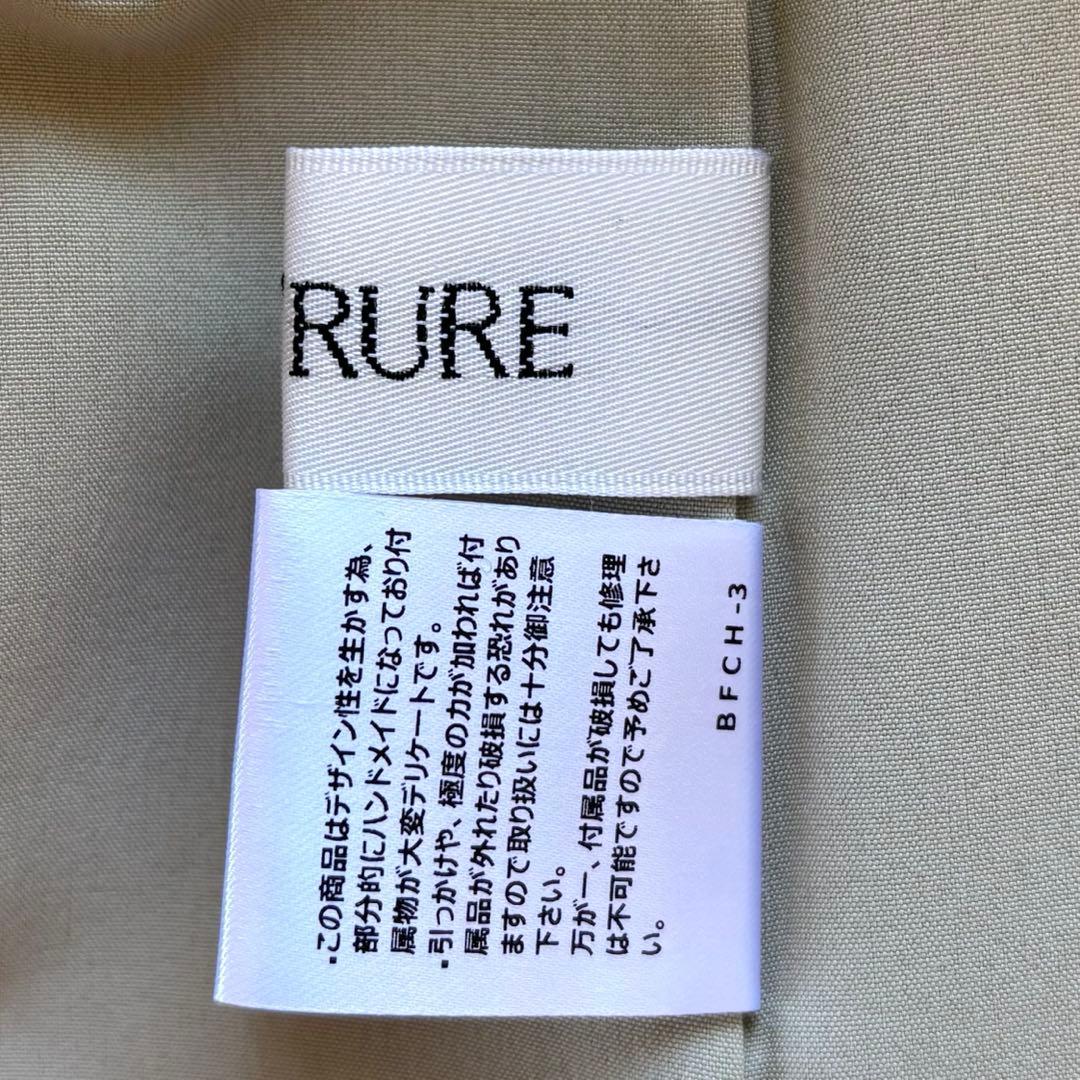 RURE
・この商品はデザイン性を生かす為、
部分的にハンドメイドになっており付
属物が大変デリケートです。
・引っかけや、極度の力が加われば付
属品が外れたり破損する恐れがあり
ますので取り扱いには十分御注意
下さい。
万が一、付属品が破損しても修理
は不可能ですので予めご了承下さ
い。
BFCH-3